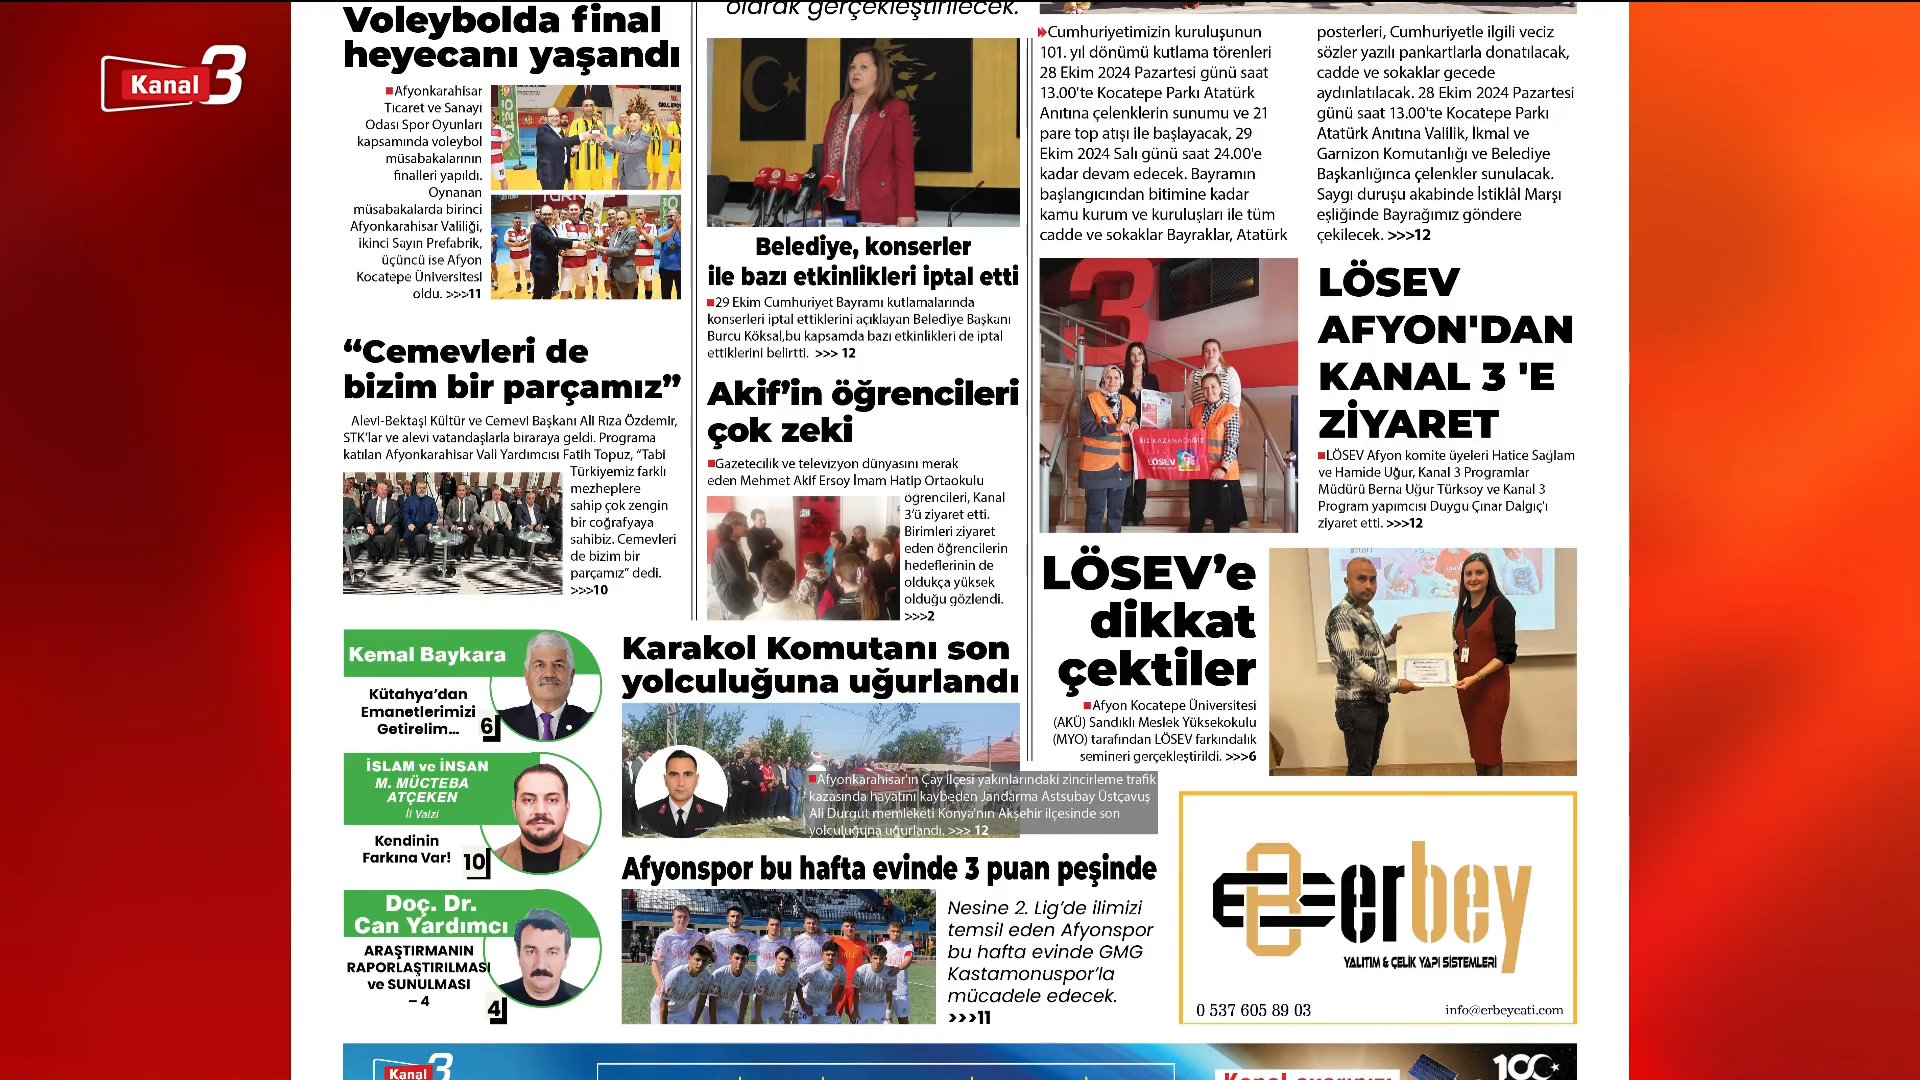 Kanal 3
Voleybolda final
heyecanı yaşandı
Afyonkarahisar
Ticaret ve Sanayi
Odası Spor Oyunları
kapsamında voleybol
müsabakalarının
finalleri yapıldı.
Oynanan
müsabakalarda birinci
Afyonkarahisar Valiliği,
ikinci Sayın Prefabrik,
üçüncü ise Afyon
Kocatepe Üniversitesi
oldu. >>>11
“Cemevleri de
bizim bir parçamız”
Alevi-Bektaşi Kültür ve Cemevi Başkanı Ali Rıza Özdemir,
STK’lar ve alevi vatandaşlarla biraraya geldi. Programa
katılan Afyonkarahisar Vali Yardımcısı Fatih Topuz, “Tabi
Türkiyemiz farklı
mezheplere
sahip çok zengin
bir coğrafyaya
sahibiz. Cemevleri
de bizim bir
parçamız” dedi.
>>>10
olarak gerçekleştirilecek.
Belediye, konserler
ile bazı etkinlikleri iptal etti
29 Ekim Cumhuriyet Bayramı kutlamalarında
konserleri iptal ettiklerini açıklayan Belediye Başkanı
Burcu Köksal,bu kapsamda bazı etkinlikleri de iptal
ettiklerini belirtti. >>> 12
Akif’in öğrencileri
çok zeki
Gazetecilik ve televizyon dünyasını merak
eden Mehmet Akif Ersoy İmam Hatip Ortaokulu
öğrencileri, Kanal
3’ü ziyaret etti.
Birimleri ziyaret
eden öğrencilerin
hedeflerinin de
oldukça yüksek
olduğu gözlendi.
>>>2
Cumhuriyetimizin kuruluşunun
101. yıl dönümü kutlama törenleri
28 Ekim 2024 Pazartesi günü saat
13.00'te Kocatepe Parkı Atatürk
Anıtına çelenklerin sunumu ve 21
pare top atışı ile başlayacak, 29
Ekim 2024 Salı günü saat 24.00'e
kadar devam edecek. Bayramın
başlangıcından bitimine kadar
kamu kurum ve kuruluşları ile tüm
cadde ve sokaklar Bayraklar, Atatürk
posterleri, Cumhuriyetle ilgili veciz
sözler yazılı pankartlarla donatılacak,
cadde ve sokaklar gecede
aydınlatılacak. 28 Ekim 2024 Pazartesi
günü saat 13.00'te Kocatepe Parkı
Atatürk Anıtına Valilik, İkmal ve
Garnizon Komutanlığı ve Belediye
Başkanlığınca çelenkler sunulacak.
Saygı duruşu akabinde İstiklâl Marşı
eşliğinde Bayrağımız göndere
çekilecek. >>>12
3
BİZ KAZANACAĞIZ
LÖSEV
LÖSEV
AFYON'DAN
KANAL 3 'E
ZİYARET
LÖSEV Afyon komite üyeleri Hatice Sağlam
ve Hamide Uğur, Kanal 3 Programlar
Müdürü Berna Uğur Türksoy ve Kanal 3
Program yapımcısı Duygu Çınar Dalgıç'ı
ziyaret etti. >>>12
LÖSEV’e
dikkat
çektiler
Afyon Kocatepe Üniversitesi
(AKÜ) Sandıklı Meslek Yüksekokulu
(MYO) tarafından LÖSEV farkındalık
semineri gerçekleştirildi. >>>6
Kemal Baykara
Kütahya’dan
Emanetlerimizi
Getirelim...
6
İSLAM ve İNSAN
M. MÜCTEBA
ATÇEKEN
İl Vaizi
Kendinin
Farkına Var!
10
Doç. Dr.
Can Yardımcı
ARAŞTIRMANIN
RAPORLAŞTIRILMASI
ve SUNULMASI
– 4
4
Karakol Komutanı son
yolculuğuna uğurlandı
Afyonkarahisar'ın Çay ilçesi yakınlarındaki zincirleme trafik
kazasında hayatını kaybeden Jandarma Astsubay Üstçavuş
Ali Durgut memleketi Konya'nın Akşehir ilçesinde son
yolculuğuna uğurlandı. >>> 12
Afyonspor bu hafta evinde 3 puan peşinde
Nesine 2. Lig’de ilimizi
temsil eden Afyonspor
bu hafta evinde GMG
Kastamonuspor’la
mücadele edecek.
>>>11
erbey
YALITIM & ÇELİK YAPI SİSTEMLERİ
0 537 605 89 03
info@erbeycati.com
Kanal 3
100